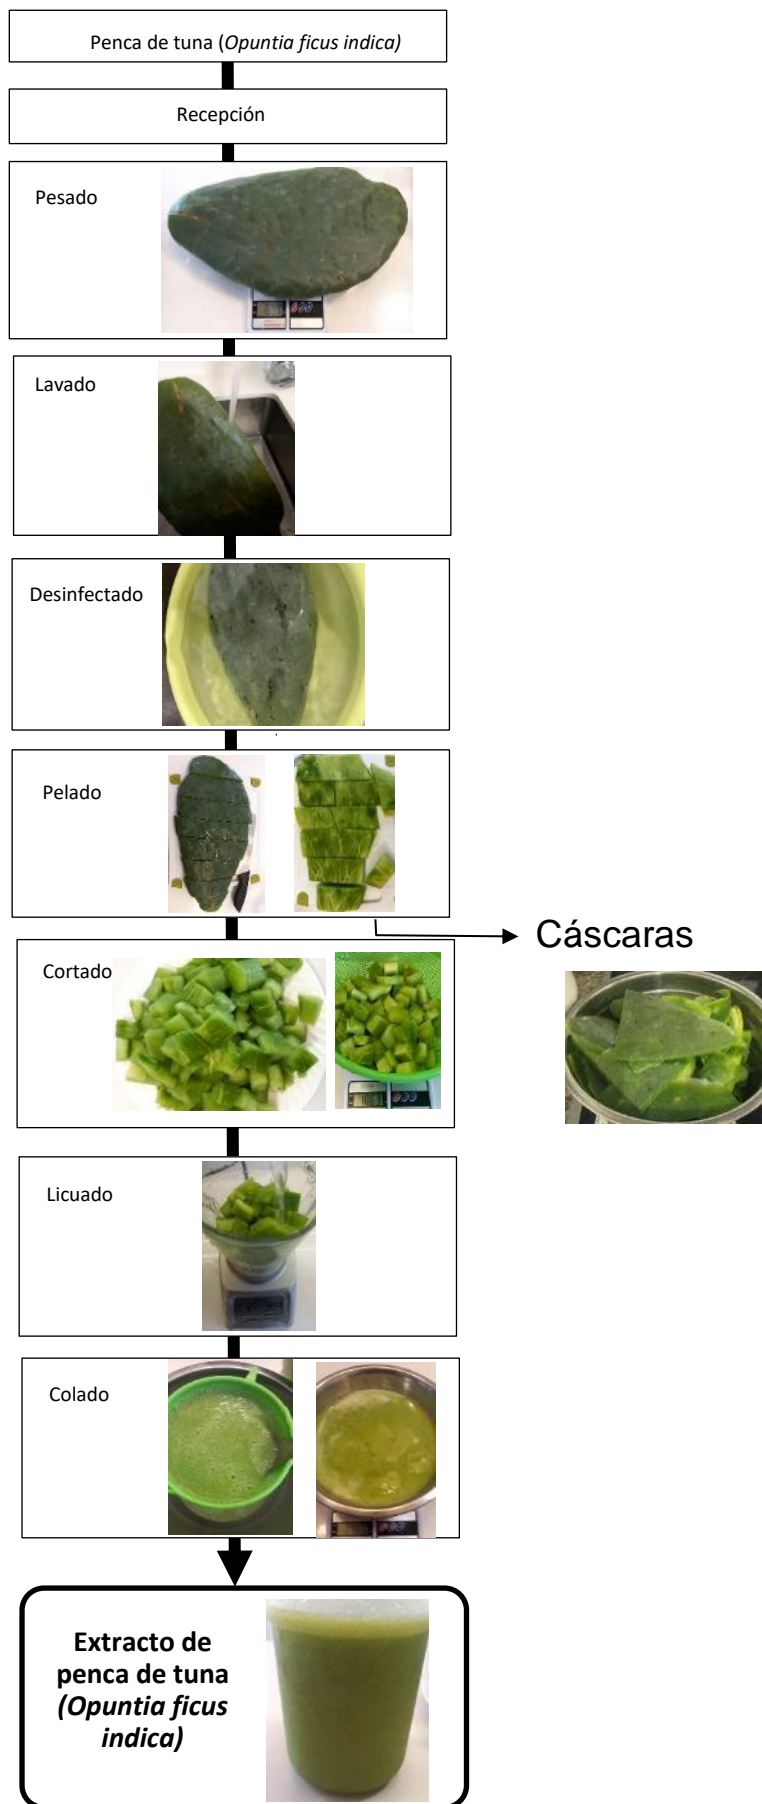 Penca de tuna (Opuntia ficus indica)
Recepción
Pesado
Lavado
Desinfectado
Pelado
Cáscaras
Cortado
Licuado
Colado
Extracto de
penca de tuna
(Opuntia ficus
indica)